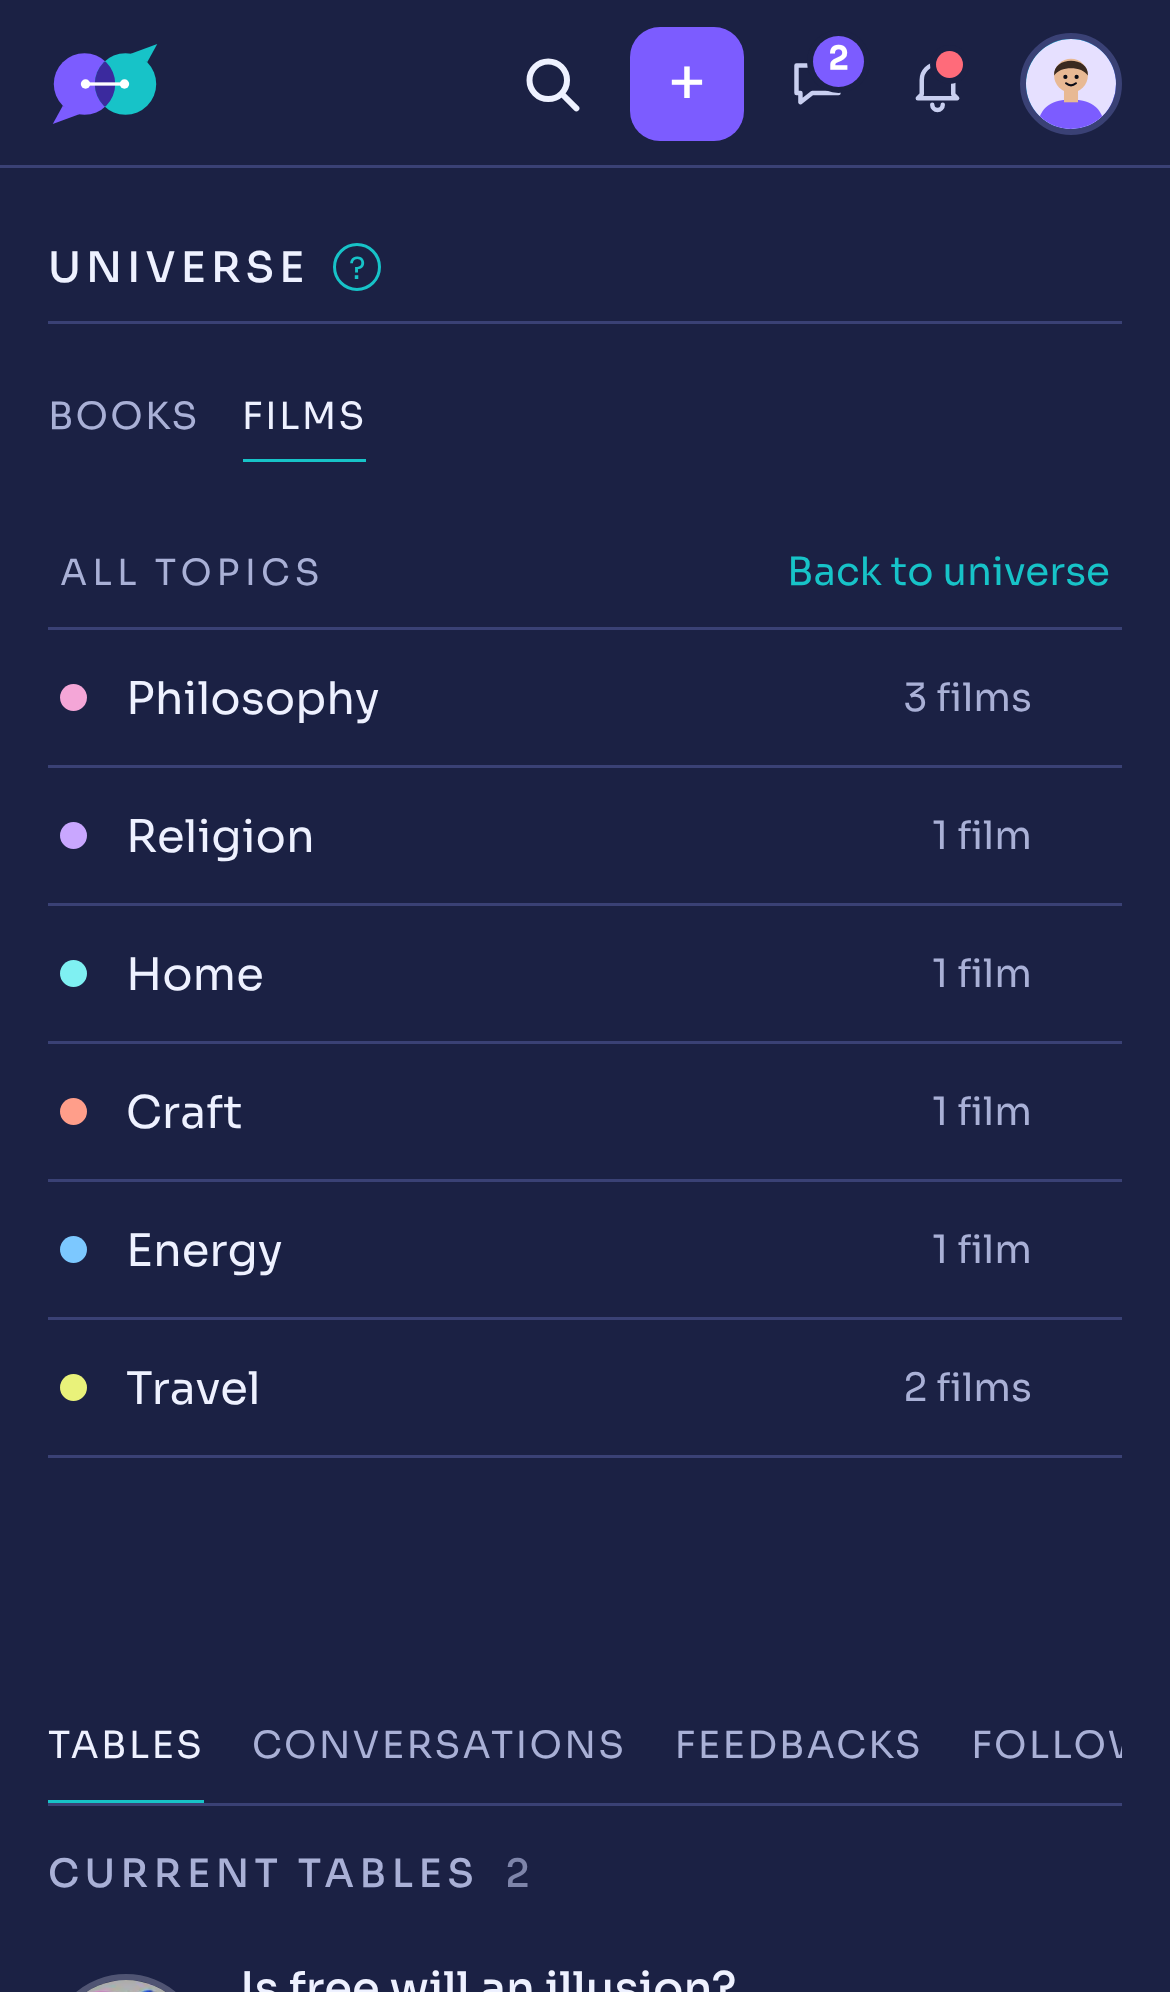 2
UNIVERSE ?
BOOKS FILMS
ALL TOPICS Back to universe
Philosophy 3 films
Religion 1 film
Home 1 film
Craft 1 film
Energy 1 film
Travel 2 films
TABLES CONVERSATIONS FEEDBACKS
CURRENT TABLES 2
Is free will an illusion?